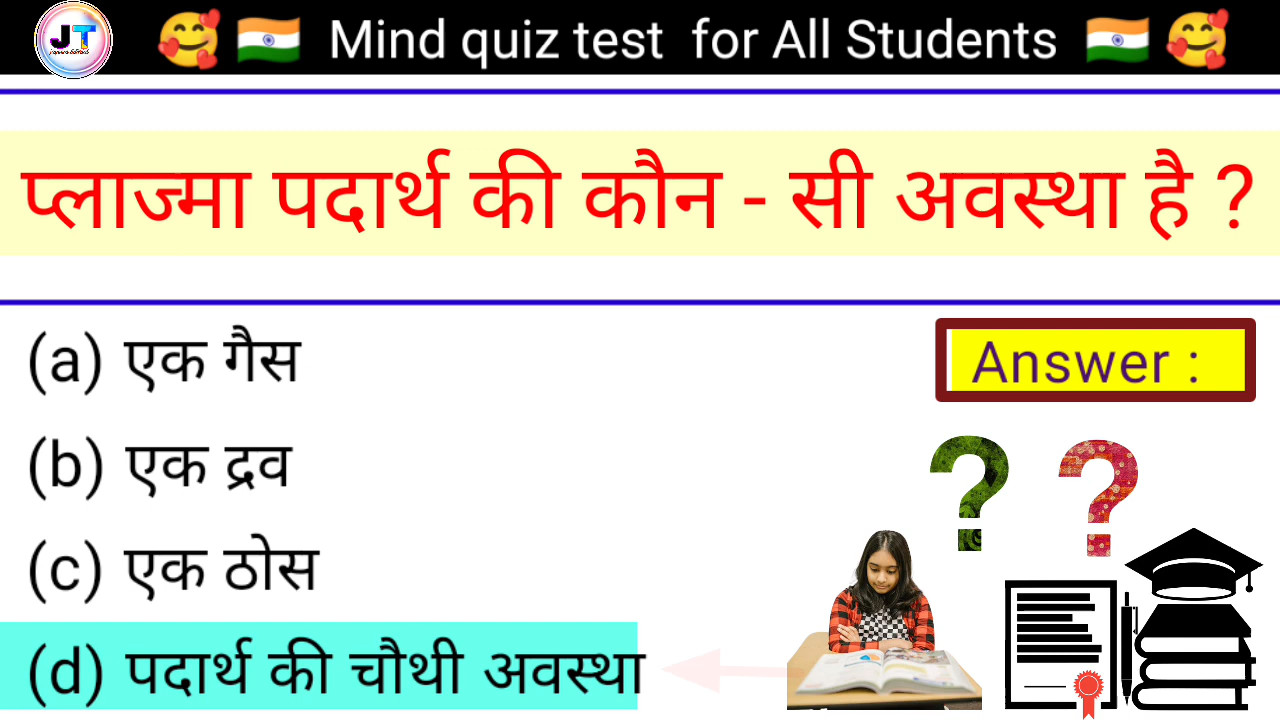 JT
Mind quiz test for All Students
प्लाज्मा पदार्थ की कौन - सी अवस्था है ?
(a) एक गैस
Answer :
(b) एक द्रव
(c) एक ठोस
(d) पदार्थ की चौथी अवस्था
? ?